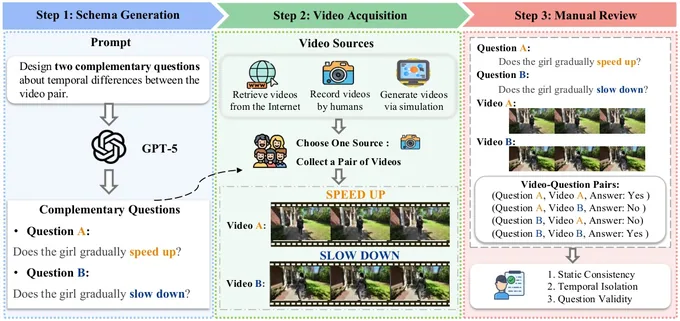 Step 1: Schema Generation
Step 2: Video Acquisition
Step 3: Manual Review
Prompt
Design two complementary questions
about temporal differences between the
video pair.
GPT-5
Complementary Questions
• Question A:
Does the girl gradually speed up?
• Question B:
Does the girl gradually slow down?
Video Sources
WWW
Retrieve videos
from the Internet
Record videos
by humans
Generate videos
via simulation
Choose One Source :
Collect a Pair of Videos
SPEED UP
Video A:
SLOW DOWN
Video B:
Question A:
Does the girl gradually speed up?
Question B:
Does the girl gradually slow down?
Video A:
Video B:
Video-Question Pairs:
(Question A, Video A, Answer: Yes )
(Question A, Video B, Answer: No )
(Question B, Video A, Answer: No)
(Question B, Video B, Answer: Yes )
1. Static Consistency
2. Temporal Isolation
3. Question Validity